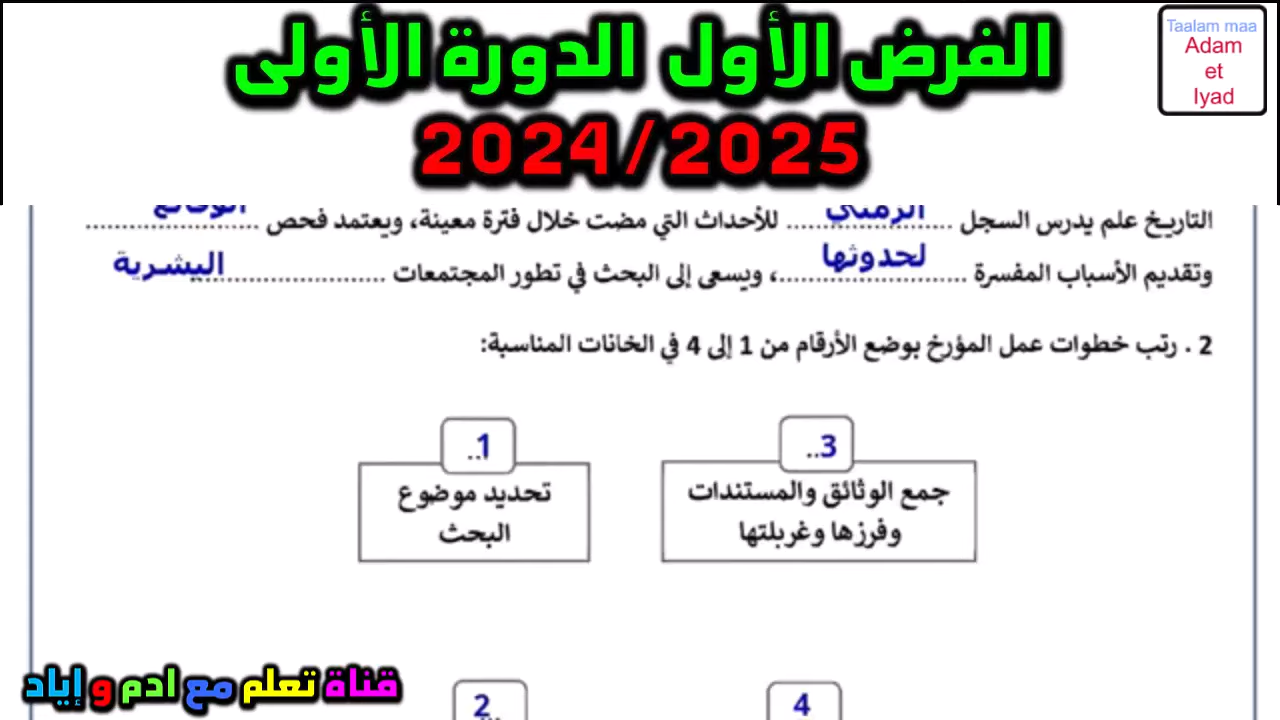 الفرض الأول الدورة الأولى
2024/2025
Taalam maa
Adam
et
Iyad
التاريخ علم يدرس السجل ...الزمني... للأحداث التي مضت خلال فترة معينة، ويعتمد فحص ...الوقائع...
وتقديم الأسباب المفسرة ...لحدوثها...، ويسعى إلى البحث في تطور المجتمعات ...البشرية...
2 . رتب خطوات عمل المؤرخ بوضع الأرقام من 1 إلى 4 في الخانات المناسبة:
3..
جمع الوثائق والمستندات
وفرزها وغربلتها
1..
تحديد موضوع
البحث
4
2..
قناة تعلم مع ادم و إياد